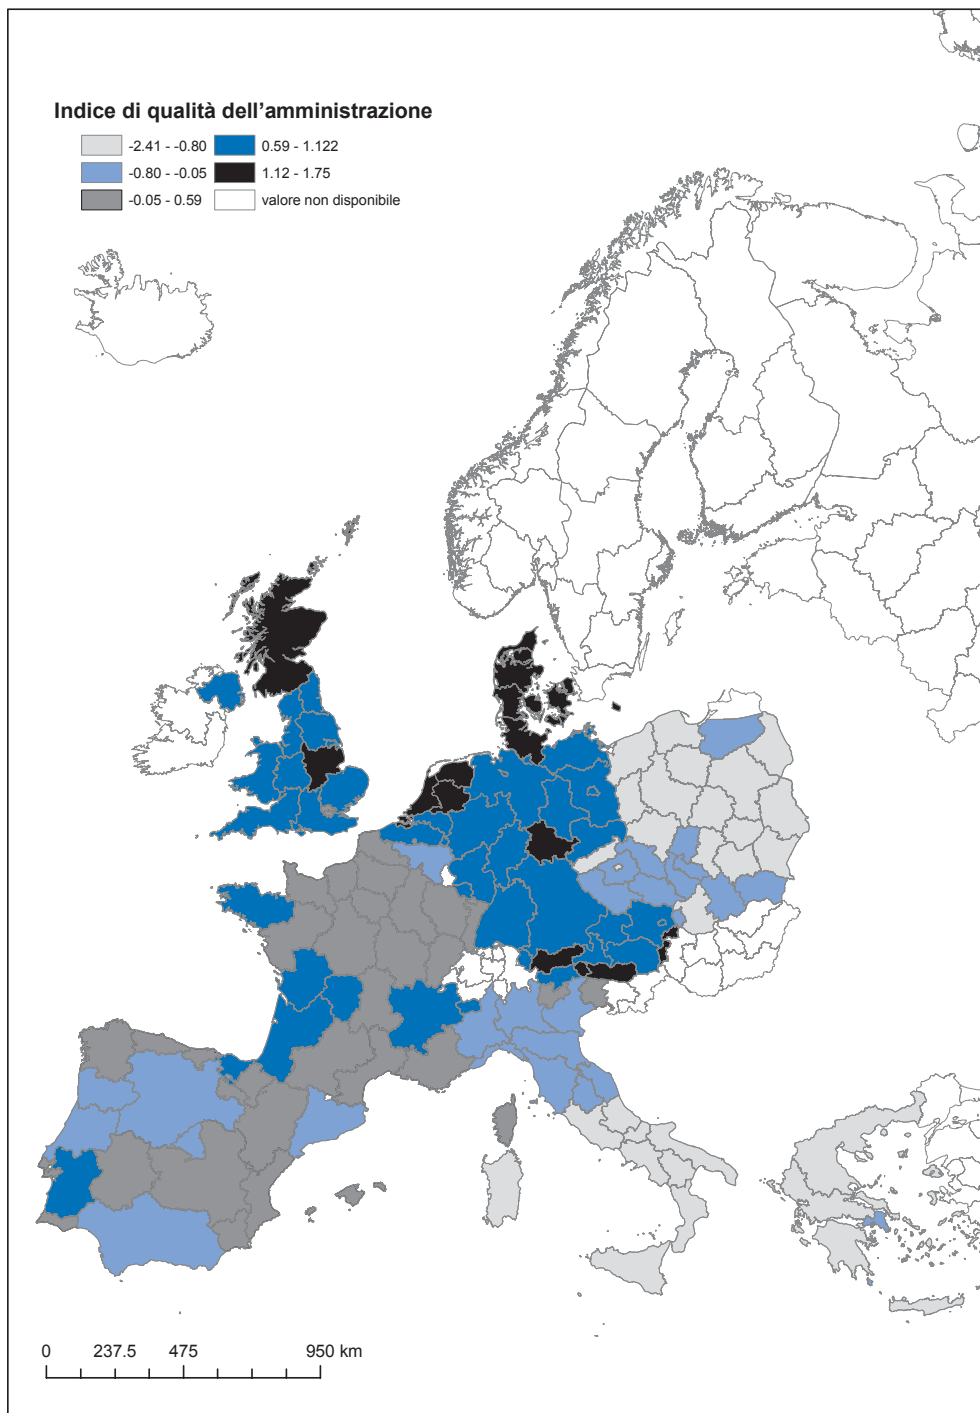 Indice di qualità dell’amministrazione
-2.41 - -0.80
0.59 - 1.122
-0.80 - -0.05
1.12 - 1.75
-0.05 - 0.59
valore non disponibile
0 237.5 475 950 km